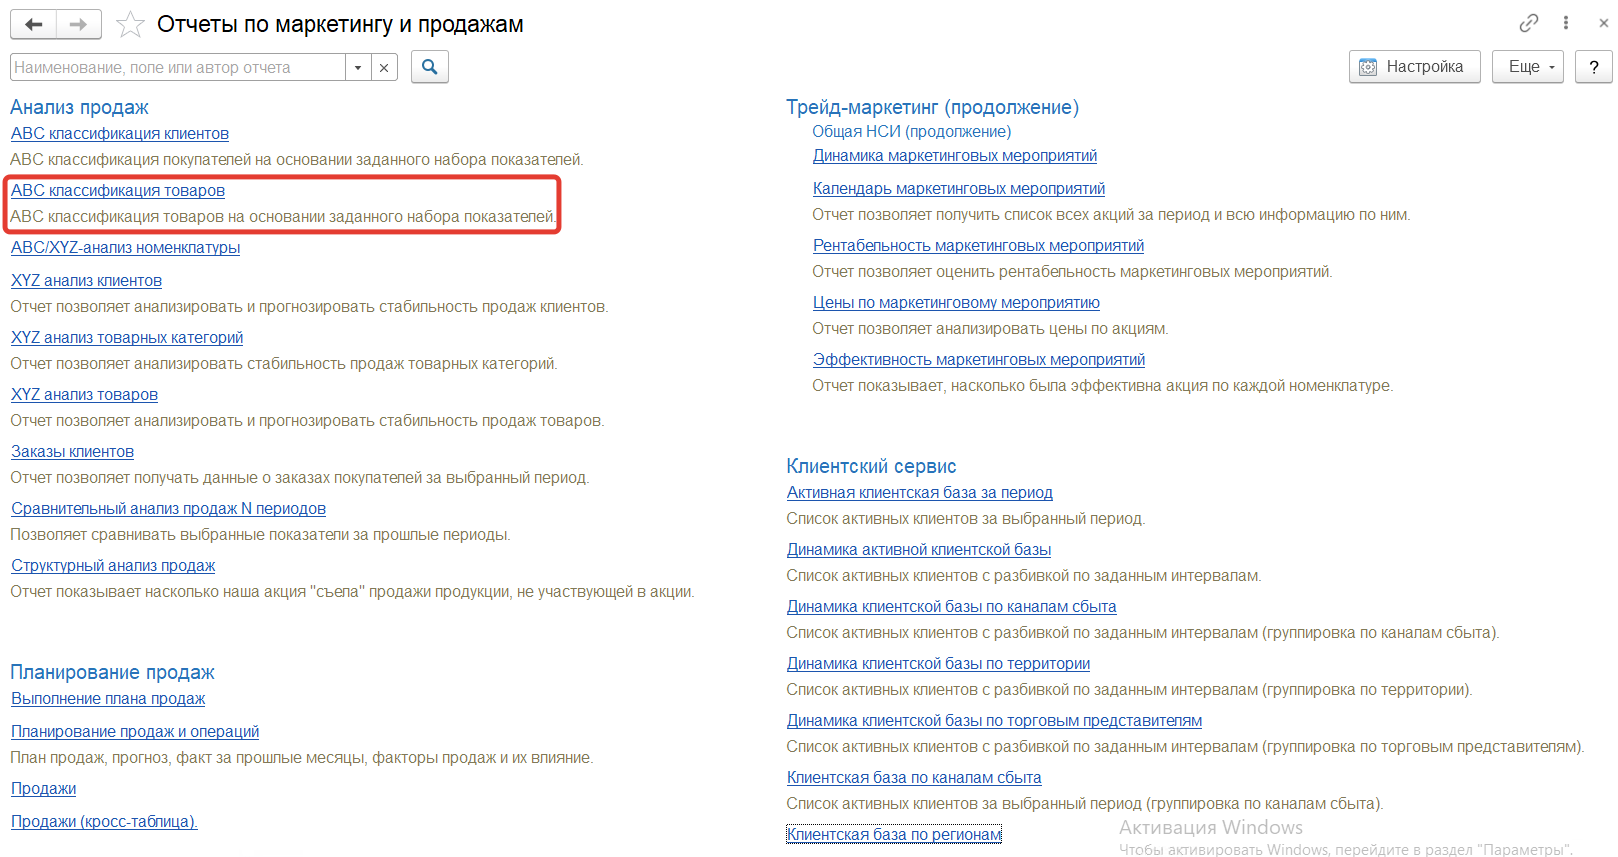 Отчеты по маркетингу и продажам
Наименование, поле или автор отчета
Настройка
Еще
?
Анализ продаж
АВС классификация клиентов
АВС классификация покупателей на основании заданного набора показателей.
АВС классификация товаров
АВС классификация товаров на основании заданного набора показателей.
ABC/XYZ-анализ номенклатуры
XYZ анализ клиентов
Отчет позволяет анализировать и прогнозировать стабильность продаж клиентов.
XYZ анализ товарных категорий
Отчет позволяет анализировать стабильность продаж товарных категорий.
XYZ анализ товаров
Отчет позволяет анализировать и прогнозировать стабильность продаж товаров.
Заказы клиентов
Отчет позволяет получать данные о заказах покупателей за выбранный период.
Сравнительный анализ продаж N периодов
Позволяет сравнивать выбранные показатели за прошлые периоды.
Структурный анализ продаж
Отчет показывает насколько наша акция "съела" продажи продукции, не участвующей в акции.
Планирование продаж
Выполнение плана продаж
Планирование продаж и операций
План продаж, прогноз, факт за прошлые месяцы, факторы продаж и их влияние.
Продажи
Продажи (кросс-таблица).
Трейд-маркетинг (продолжение)
Общая НСИ (продолжение)
Динамика маркетинговых мероприятий
Календарь маркетинговых мероприятий
Отчет позволяет получить список всех акций за период и всю информацию по ним.
Рентабельность маркетинговых мероприятий
Отчет позволяет оценить рентабельность маркетинговых мероприятий.
Цены по маркетинговому мероприятию
Отчет позволяет анализировать цены по акциям.
Эффективность маркетинговых мероприятий
Отчет показывает, насколько была эффективна акция по каждой номенклатуре.
Клиентский сервис
Активная клиентская база за период
Список активных клиентов за выбранный период.
Динамика активной клиентской базы
Список активных клиентов с разбивкой по заданным интервалам.
Динамика клиентской базы по каналам сбыта
Список активных клиентов с разбивкой по заданным интервалам (группировка по каналам сбыта).
Динамика клиентской базы по территории
Список активных клиентов с разбивкой по заданным интервалам (группировка по территории).
Динамика клиентской базы по торговым представителям
Список активных клиентов с разбивкой по заданным интервалам (группировка по торговым представителям).
Клиентская база по каналам сбыта
Список активных клиентов за выбранный период (группировка по каналам сбыта).
Клиентская база по регионам
Активация Windows
Чтобы активировать Windows, перейдите в раздел "Параметры".